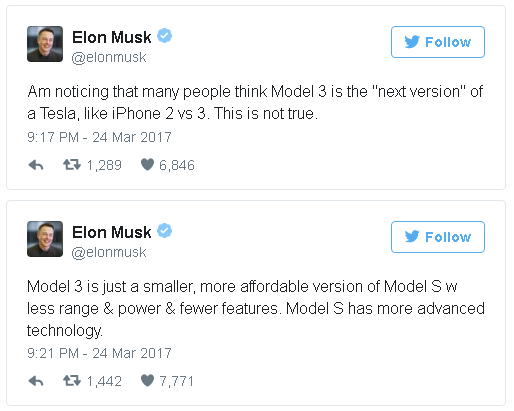 Elon Musk
@elonmusk
Follow
Am noticing that many people think Model 3 is the "next version" of
a Tesla, like iPhone 2 vs 3. This is not true.
9:17 PM - 24 Mar 2017
1,289 6,846
Elon Musk
@elonmusk
Follow
Model 3 is just a smaller, more affordable version of Model S w
less range & power & fewer features. Model S has more advanced
technology.
9:21 PM - 24 Mar 2017
1,442 7,771